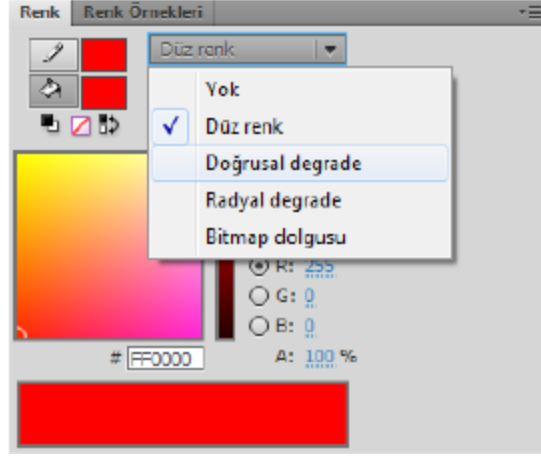 Renk Renk Örnekleri
Düz renk
Yok
Düz renk
Doğrusal degrade
Radyal degrade
Bitmap dolgusu
R: 255
G: 0
B: 0
# FF0000 A: 100 %